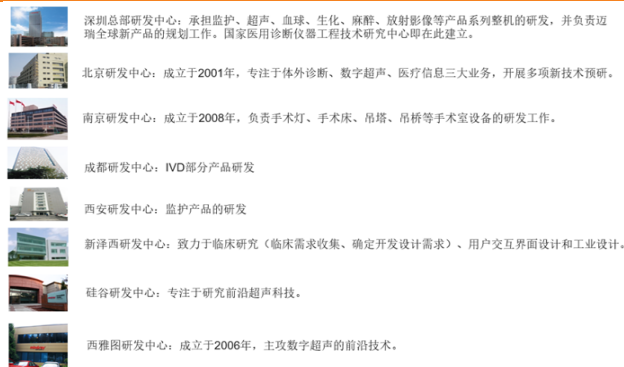 深圳总部研发中心：承担监护、超声、血球、生化、麻醉、放射影像等产品系列整机的研发，并负责迈
瑞全球新产品的规划工作。国家医用诊断仪器工程技术研究中心即在此建立。
北京研发中心：成立于2001年，专注于体外诊断、数字超声、医疗信息三大业务，开展多项新技术预研。
南京研发中心：成立于2008年，负责手术灯、手术床、吊塔、吊桥等手术室设备的研发工作。
成都研发中心：IVD部分产品研发
西安研发中心：监护产品的研发
新泽西研发中心：致力于临床研究（临床需求收集、确定开发设计需求）、用户交互界面设计和工业设计。
硅谷研发中心：专注于研究前沿超声科技。
西雅图研发中心：成立于2006年，主攻数字超声的前沿技术。